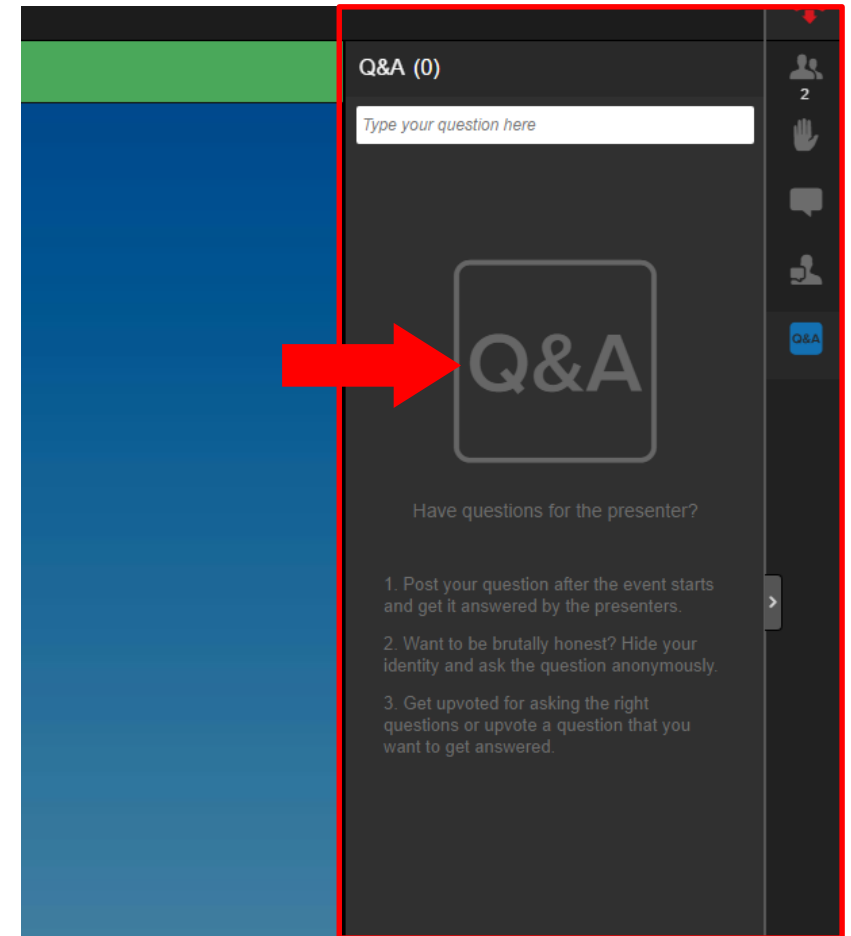 Q&A (0)
2
Type your question here
Q&A
Q&A
Have questions for the presenter?
1. Post your question after the event starts
and get it answered by the presenters.
2. Want to be brutally honest? Hide your
identity and ask the question anonymously.
3. Get upvoted for asking the right
questions or upvote a question that you
want to get answered.